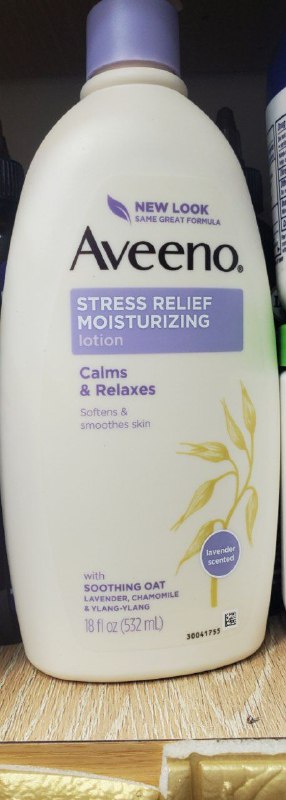 NEW LOOK
SAME GREAT FORMULA
Aveeno®
STRESS RELIEF
MOISTURIZING
lotion
Calms
& Relaxes
Softens &
smoothes skin
lavender
scented
with
SOOTHING OAT
LAVENDER, CHAMOMILE
& YLANG-YLANG
18 fl oz (532 mL)
30041755